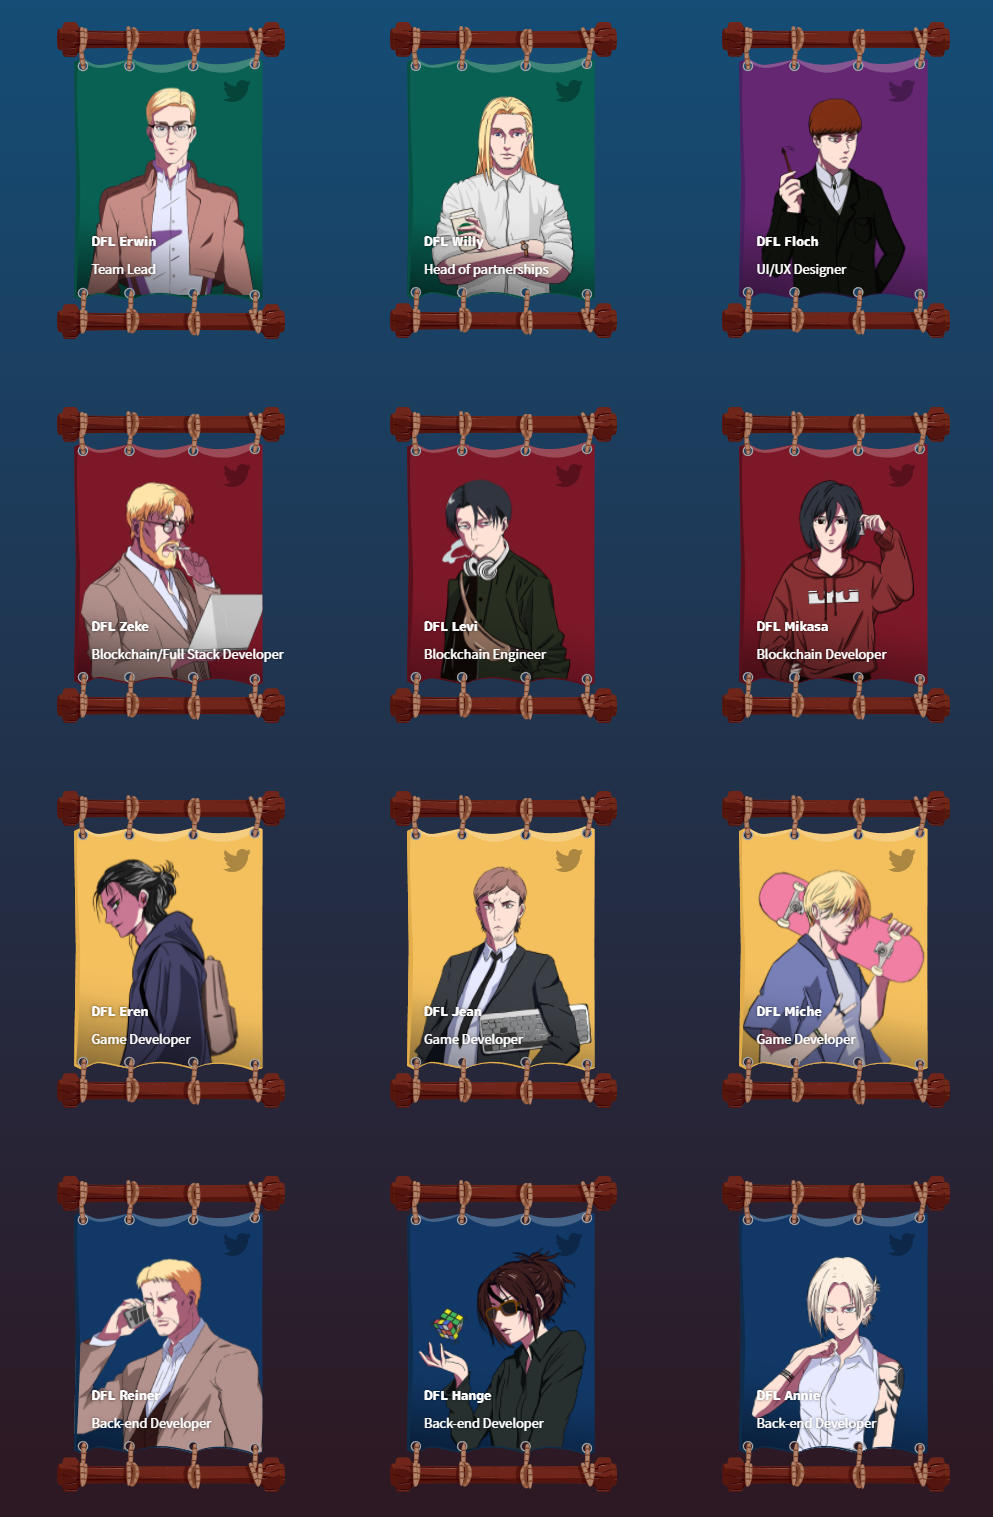 DFL Erwin
Team Lead
DFL Willy
Head of partnerships
DFL Floch
UI/UX Designer
DFL Zeke
Blockchain/Full Stack Developer
DFL Levi
Blockchain Engineer
DFL Mikasa
Blockchain Developer
DFL Eren
Game Developer
DFL Jean
Game Developer
DFL Miche
Game Developer
DFL Reiner
Back-end Developer
DFL Hange
Back-end Developer
DFL Annie
Back-end Developer